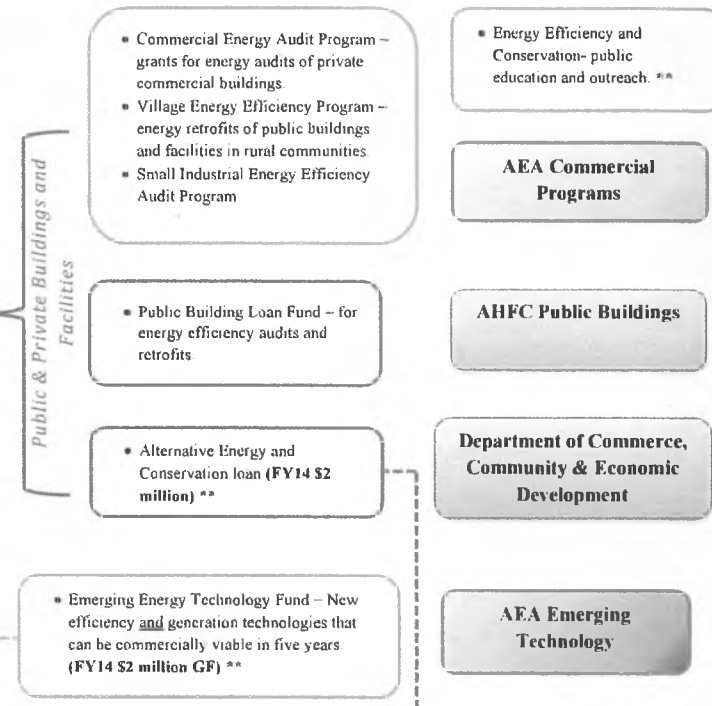 Public & Private Buildings and
Facilities
• Commercial Energy Audit Program –
grants for energy audits of private
commercial buildings.
• Village Energy Efficiency Program –
energy retrofits of public buildings
and facilities in rural communities.
• Small Industrial Energy Efficiency
Audit Program
• Energy Efficiency and
Conservation- public
education and outreach. **
AEA Commercial
Programs
• Public Building Loan Fund – for
energy efficiency audits and
retrofits
AHFC Public Buildings
• Alternative Energy and
Conservation loan (FY14 $2
million) **
Department of Commerce,
Community & Economic
Development
• Emerging Energy Technology Fund – New
efficiency and generation technologies that
can be commercially viable in five years.
(FY14 $2 million GF) **
AEA Emerging
Technology